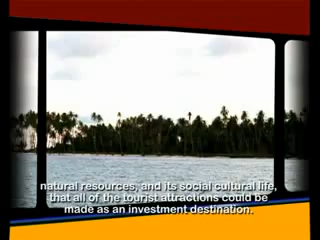 natural resources, and its social cultural life,
that all of the tourist attractions could be
made as an investment destination.